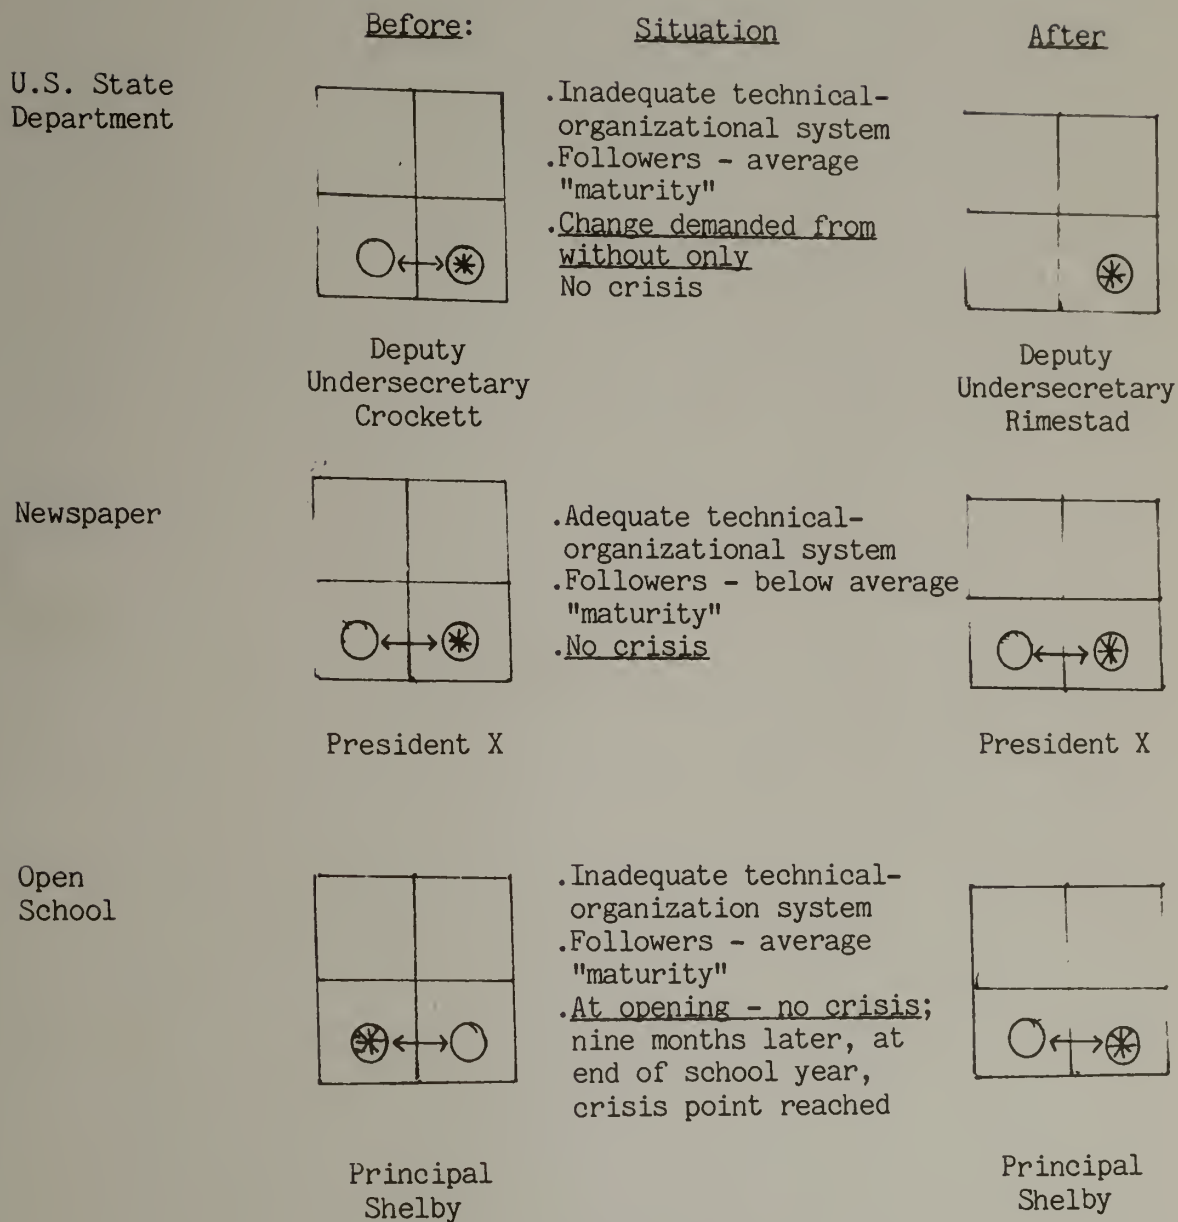 Before:
Situation
After
U.S. State
Department
.Inadequate technical-
organizational system
.Followers - average
"maturity"
.Change demanded from
without only
No crisis
Deputy
Undersecretary
Crockett
Deputy
Undersecretary
Rimestad
Newspaper
.Adequate technical-
organizational system
.Followers - below average
"maturity"
.No crisis
President X
President X
Open
School
.Inadequate technical-
organization system
.Followers - average
"maturity"
.At opening - no crisis;
nine months later, at
end of school year,
crisis point reached
Principal
Shelby
Principal
Shelby